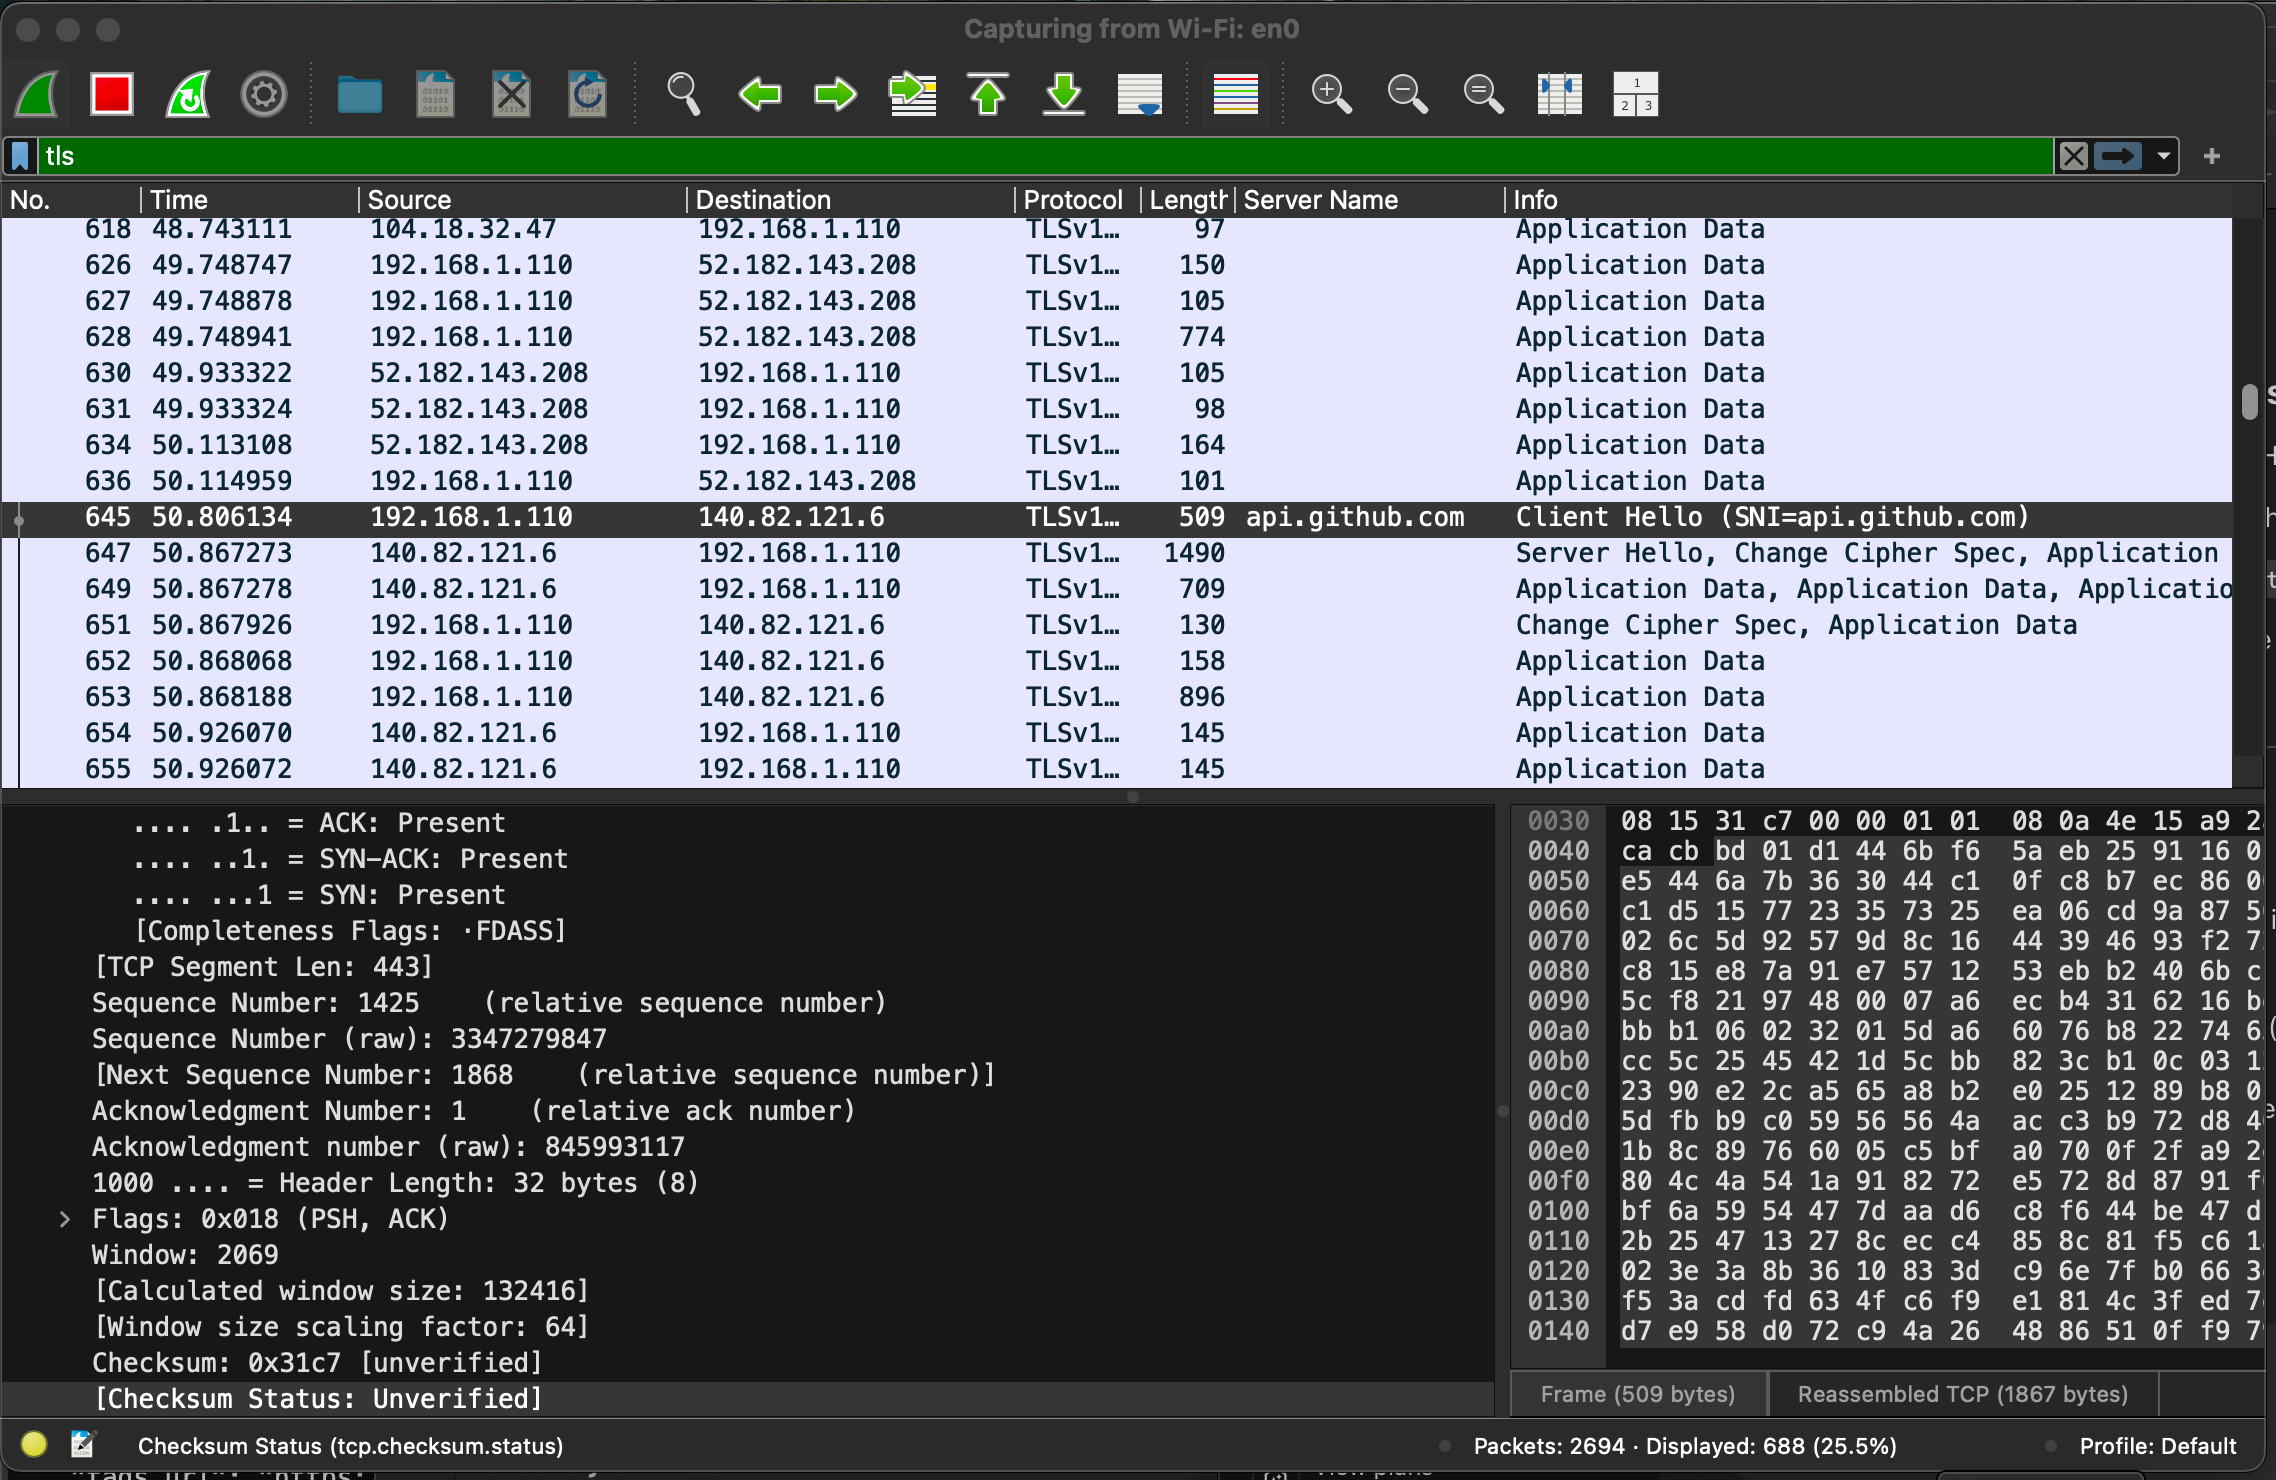 Capturing from Wi-Fi: en0
tls
No. Time Source Destination Protocol Length Server Name Info
618 48.743111 104.18.32.47 192.168.1.110 TLSv1… 97 Application Data
626 49.748747 192.168.1.110 52.182.143.208 TLSv1… 150 Application Data
627 49.748878 192.168.1.110 52.182.143.208 TLSv1… 105 Application Data
628 49.748941 192.168.1.110 52.182.143.208 TLSv1… 774 Application Data
630 49.933322 52.182.143.208 192.168.1.110 TLSv1… 105 Application Data
631 49.933324 52.182.143.208 192.168.1.110 TLSv1… 98 Application Data
634 50.113108 52.182.143.208 192.168.1.110 TLSv1… 164 Application Data
636 50.114959 192.168.1.110 52.182.143.208 TLSv1… 101 Application Data
645 50.806134 192.168.1.110 140.82.121.6 TLSv1… 509 api.github.com Client Hello (SNI=api.github.com)
647 50.867273 140.82.121.6 192.168.1.110 TLSv1… 1490 Server Hello, Change Cipher Spec, Application
649 50.867278 140.82.121.6 192.168.1.110 TLSv1… 709 Application Data, Application Data, Applicatio
651 50.867926 192.168.1.110 140.82.121.6 TLSv1… 130 Change Cipher Spec, Application Data
652 50.868068 192.168.1.110 140.82.121.6 TLSv1… 158 Application Data
653 50.868188 192.168.1.110 140.82.121.6 TLSv1… 896 Application Data
654 50.926070 140.82.121.6 192.168.1.110 TLSv1… 145 Application Data
655 50.926072 140.82.121.6 192.168.1.110 TLSv1… 145 Application Data
.... .1.. = ACK: Present
.... ..1. = SYN-ACK: Present
.... ...1 = SYN: Present
[Completeness Flags: ·FDASS]
[TCP Segment Len: 443]
Sequence Number: 1425    (relative sequence number)
Sequence Number (raw): 3347279847
[Next Sequence Number: 1868    (relative sequence number)]
Acknowledgment Number: 1    (relative ack number)
Acknowledgment number (raw): 845993117
1000 .... = Header Length: 32 bytes (8)
Flags: 0x018 (PSH, ACK)
Window: 2069
[Calculated window size: 132416]
[Window size scaling factor: 64]
Checksum: 0x31c7 [unverified]
[Checksum Status: Unverified]
0030 08 15 31 c7 00 00 01 01 08 0a 4e 15 a9
0040 ca cb bd 01 d1 44 6b f6 5a eb 25 91 16
0050 e5 44 6a 7b 36 30 44 c1 0f c8 b7 ec 86
0060 c1 d5 15 77 23 35 73 25 ea 06 cd 9a 87
0070 02 6c 5d 92 57 9d 8c 16 44 39 46 93 f2
0080 c8 15 e8 7a 91 e7 57 12 53 eb b2 40 6b
0090 5c f8 21 97 48 00 07 a6 ec b4 31 62 16
00a0 bb b1 06 02 32 01 5d a6 60 76 b8 22 74
00b0 cc 5c 25 45 42 1d 5c bb 82 3c b1 0c 03
00c0 23 90 e2 2c a5 65 a8 b2 e0 25 12 89 b8
00d0 5d fb b9 c0 59 56 56 4a ac c3 b9 72 d8
00e0 1b 8c 89 76 60 05 c5 bf a0 70 0f 2f a9
00f0 80 4c 4a 54 1a 91 82 72 e5 72 8d 87 91
0100 bf 6a 59 54 47 7d aa d6 c8 f6 44 be 47
0110 2b 25 47 13 27 8c ec c4 85 8c 81 f5 c6
0120 02 3e 3a 8b 36 10 83 3d c9 6e 7f b0 66
0130 f5 3a cd fd 63 4f c6 f9 e1 81 4c 3f ed
0140 d7 e9 58 d0 72 c9 4a 26 48 86 51 0f f9
Frame (509 bytes) Reassembled TCP (1867 bytes)
Checksum Status (tcp.checksum.status) Packets: 2694 · Displayed: 688 (25.5%) Profile: Default